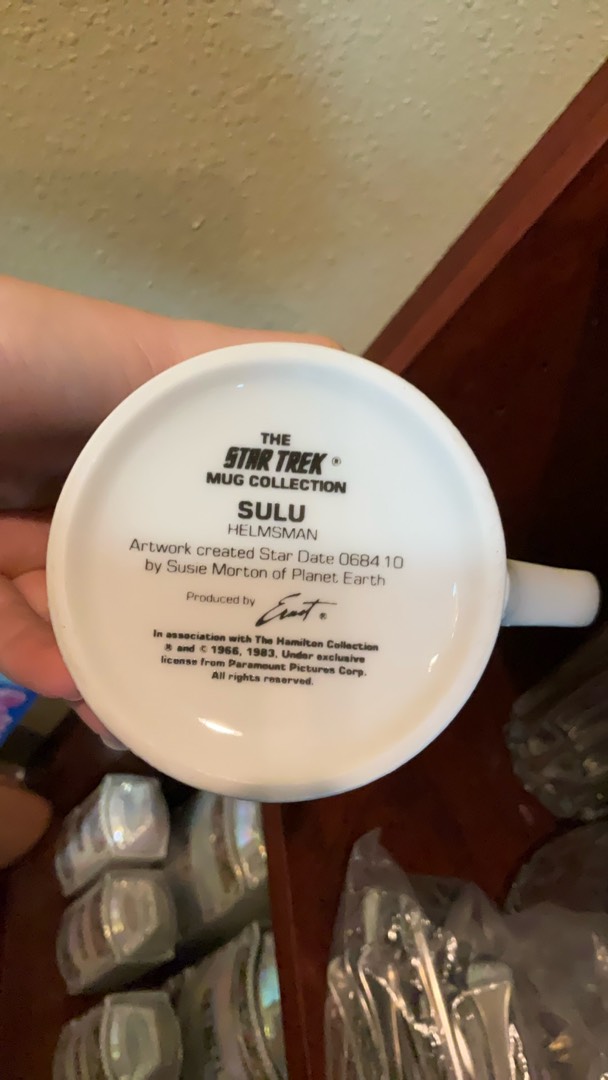 THE
STAR TREK ®
MUG COLLECTION
SULU
HELMSMAN
Artwork created Star Date 068410
by Susie Morton of Planet Earth
Produced by Ernst ®
In association with The Hamilton Collection
® and © 1966, 1983, Under exclusive
license from Paramount Pictures Corp.
All rights reserved.